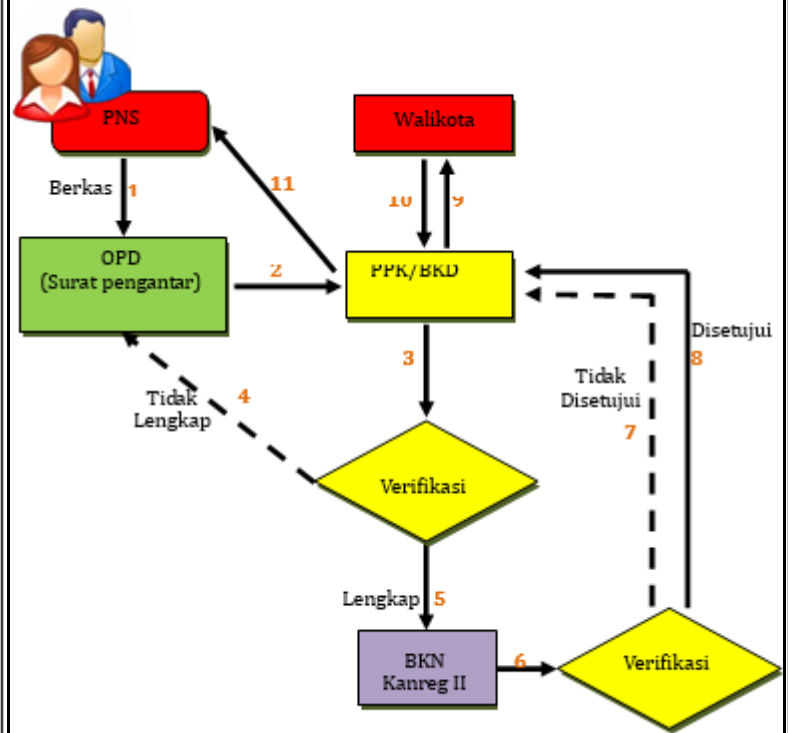 PNS
Walikota
Berkas
1
11
10
9
OPD
(Surat pengantar)
2
PPK/BKD
3
Disetujui
8
Tidak
Disetujui
7
Tidak
Lengkap
4
Verifikasi
Lengkap
5
BKN
Kanreg II
6
Verifikasi